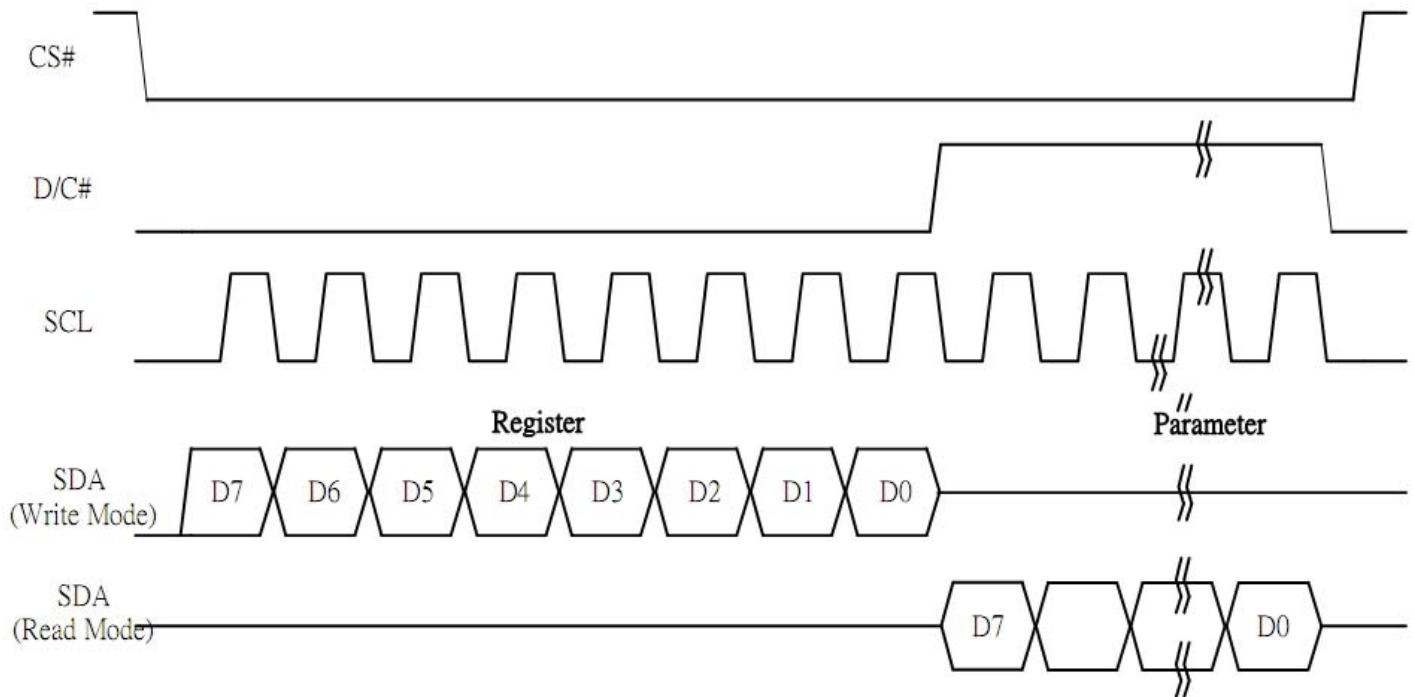 CS#
D/C#
SCL
Register
Parameter
SDA
(Write Mode)
D7 D6 D5 D4 D3 D2 D1 D0
SDA
(Read Mode)
D7 D0